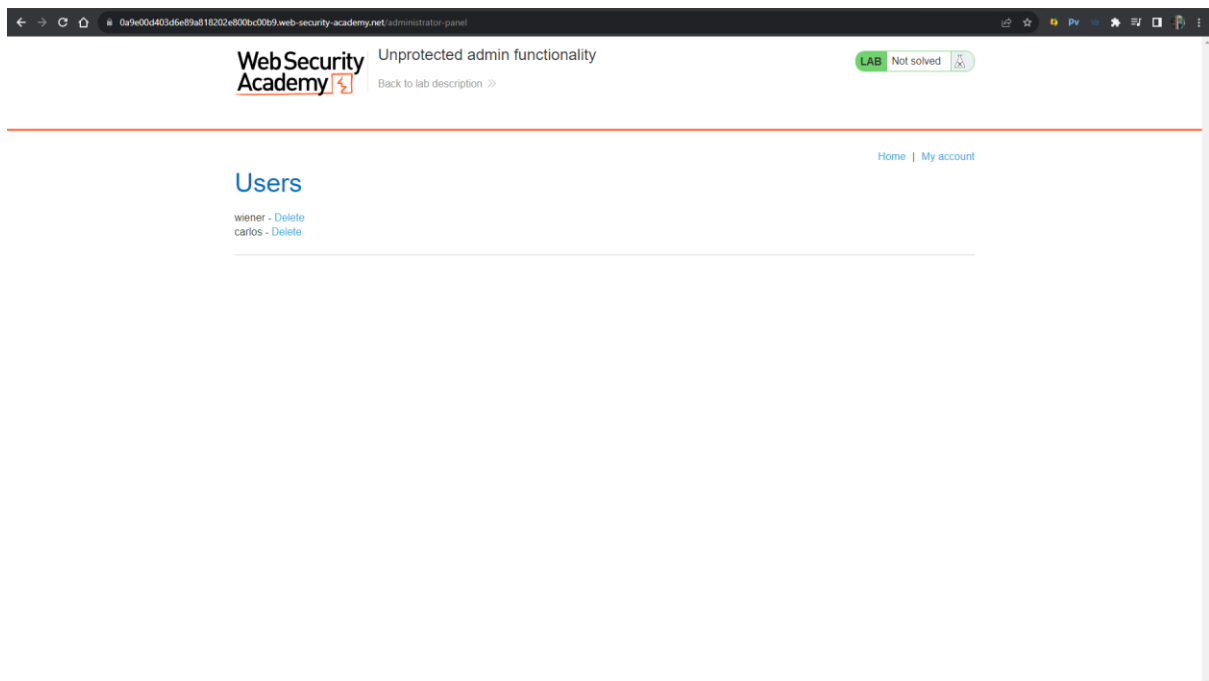 0a9e00d403d6e89a818202e800bc00b9.web-security-academy.net/administrator-panel
Web Security
Academy
Unprotected admin functionality
Back to lab description >>
LAB Not solved
Home | My account
Users
wiener - Delete
carlos - Delete